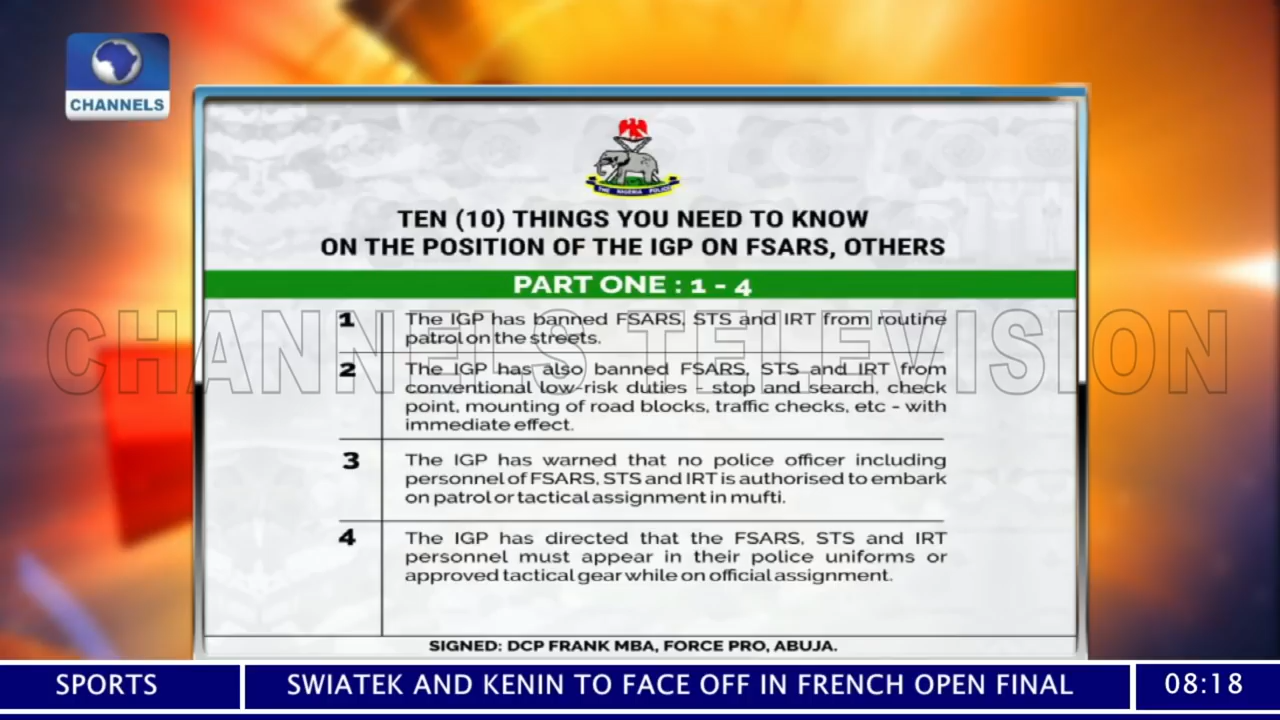 CHANNELS
THE NIGERIA POLICE
TEN (10) THINGS YOU NEED TO KNOW
ON THE POSITION OF THE IGP ON FSARS, OTHERS
PART ONE : 1 - 4
CHANNELS TELEVISION
1 The IGP has banned FSARS, STS and IRT from routine
patrol on the streets.
2 The IGP has also banned FSARS, STS and IRT from
conventional low-risk duties - stop and search, check
point, mounting of road blocks, traffic checks, etc - with
immediate effect.
3 The IGP has warned that no police officer including
personnel of FSARS, STS and IRT is authorised to embark
on patrol or tactical assignment in mufti.
4 The IGP has directed that the FSARS, STS and IRT
personnel must appear in their police uniforms or
approved tactical gear while on official assignment.
SIGNED: DCP FRANK MBA, FORCE PRO, ABUJA.
SPORTS SWIATEK AND KENIN TO FACE OFF IN FRENCH OPEN FINAL 08:18